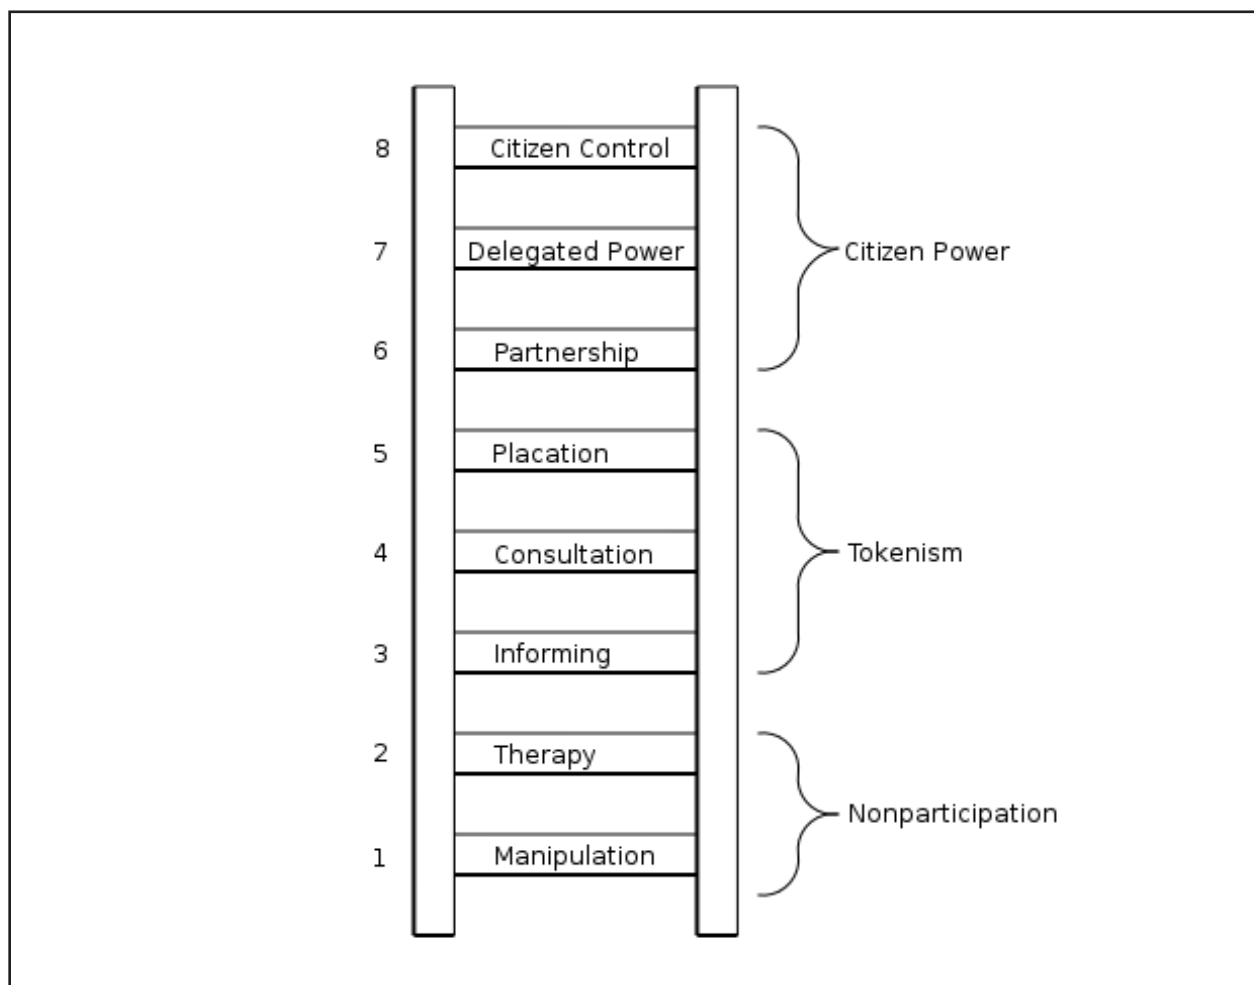 8 Citizen Control
7 Delegated Power Citizen Power
6 Partnership
5 Placation
4 Consultation Tokenism
3 Informing
2 Therapy
Nonparticipation
1 Manipulation